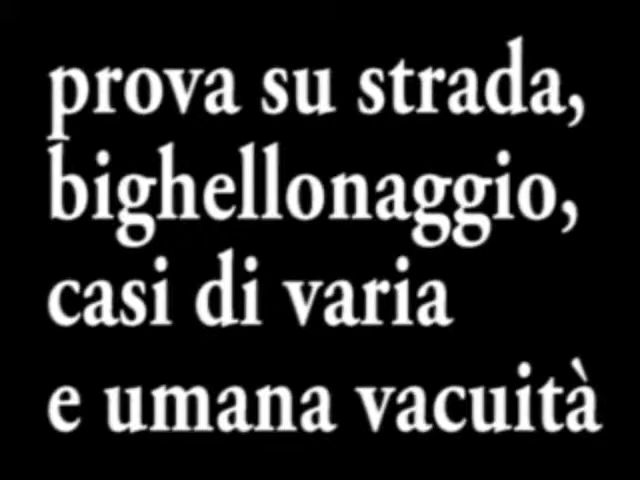 prova su strada,
bighellonaggio,
casi di varia
e umana vacuità